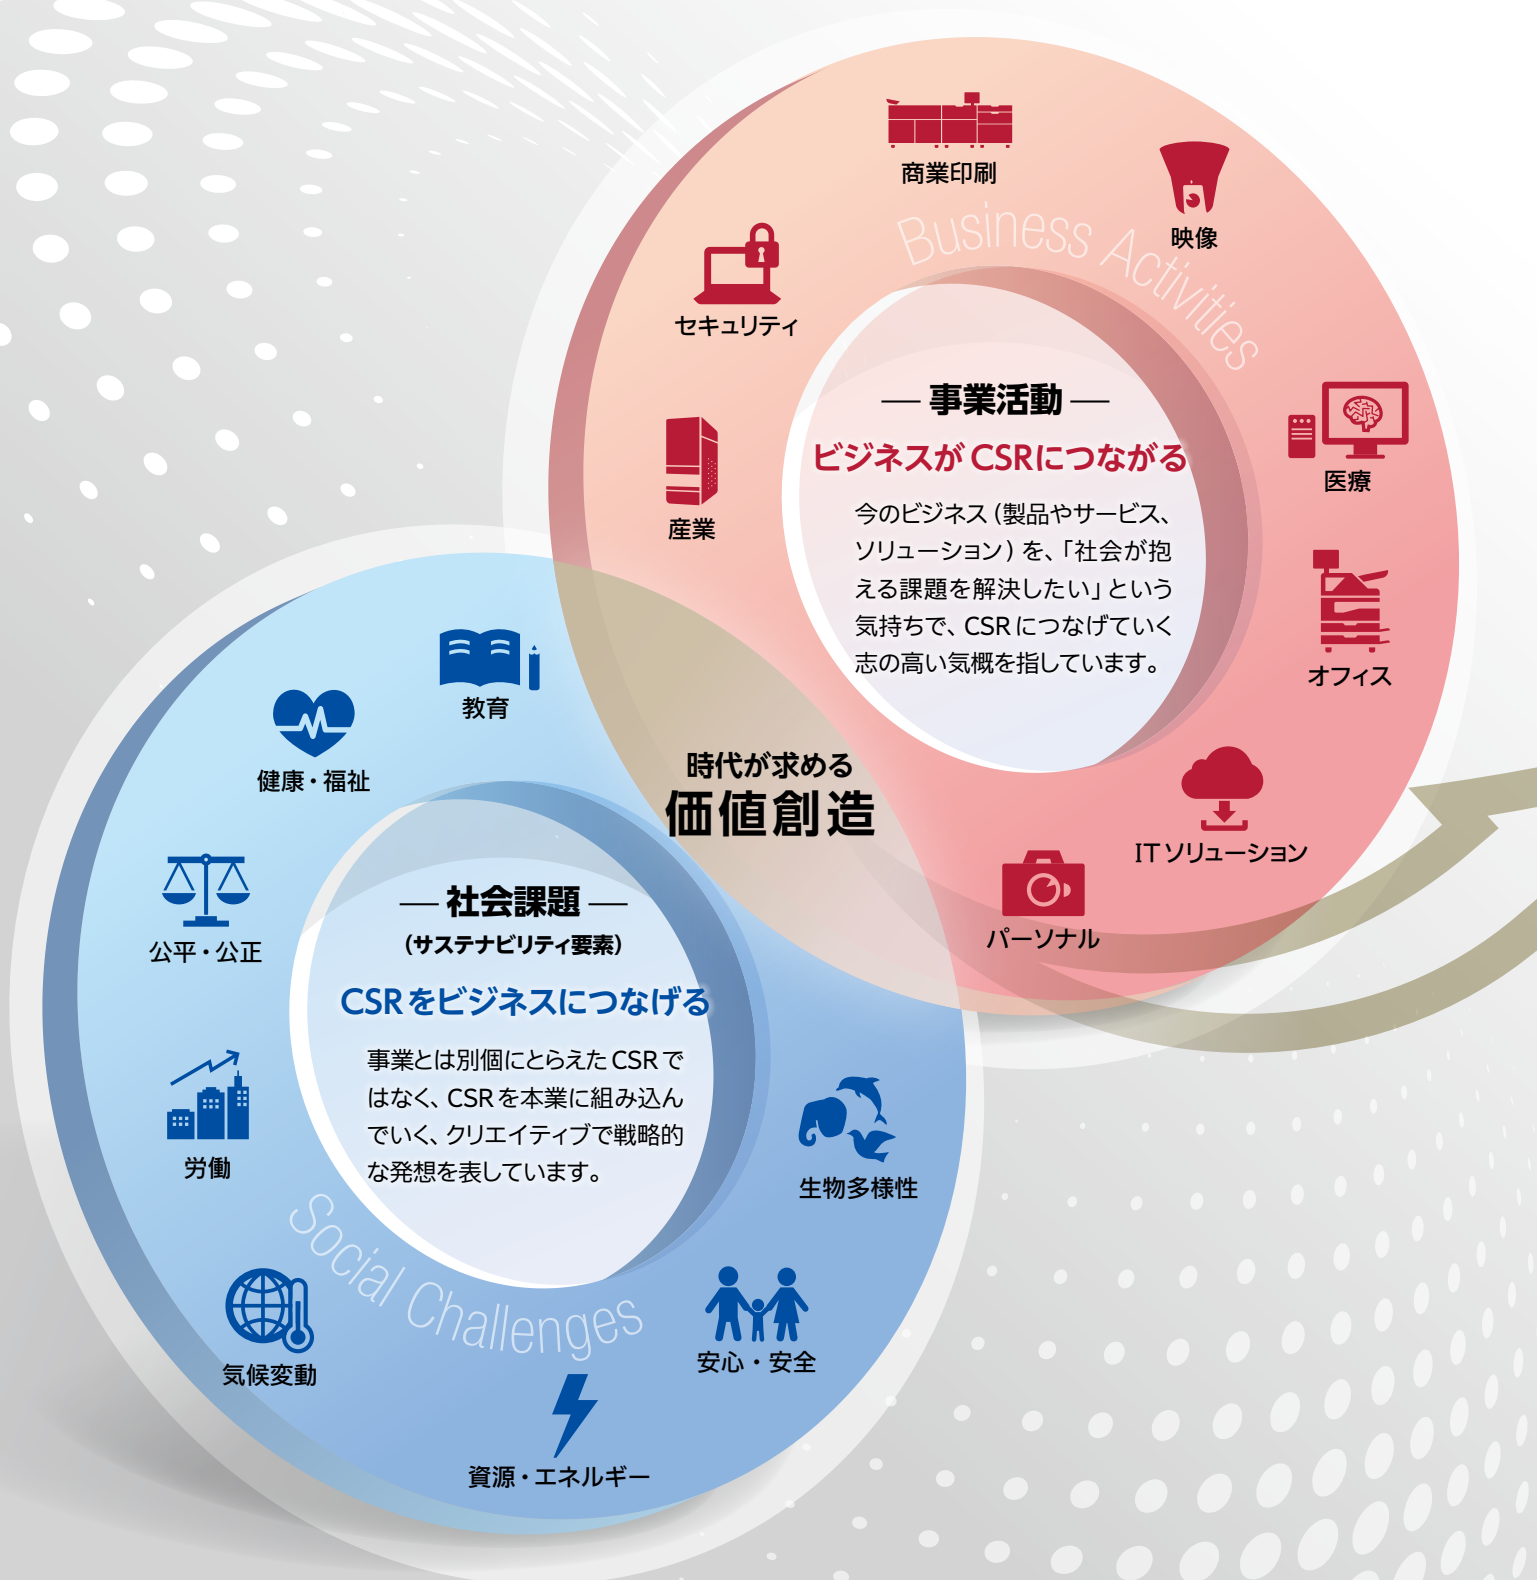 商業印刷
映像
Business Activities
セキュリティ
産業
― 事業活動 ―
ビジネスが CSRにつながる
今のビジネス（製品やサービス、
ソリューション）を、「社会が抱
える課題を解決したい」という
気持ちで、CSRにつなげていく
志の高い気概を指しています。
医療
オフィス
ITソリューション
パーソナル
時代が求める
価値創造
教育
健康・福祉
公平・公正
労働
― 社会課題 ―
（サステナビリティ要素）
CSRをビジネスにつなげる
事業とは別個にとらえたCSRで
はなく、CSRを本業に組み込ん
でいく、クリエイティブで戦略的
な発想を表しています。
生物多様性
Social Challenges
安心・安全
気候変動
資源・エネルギー